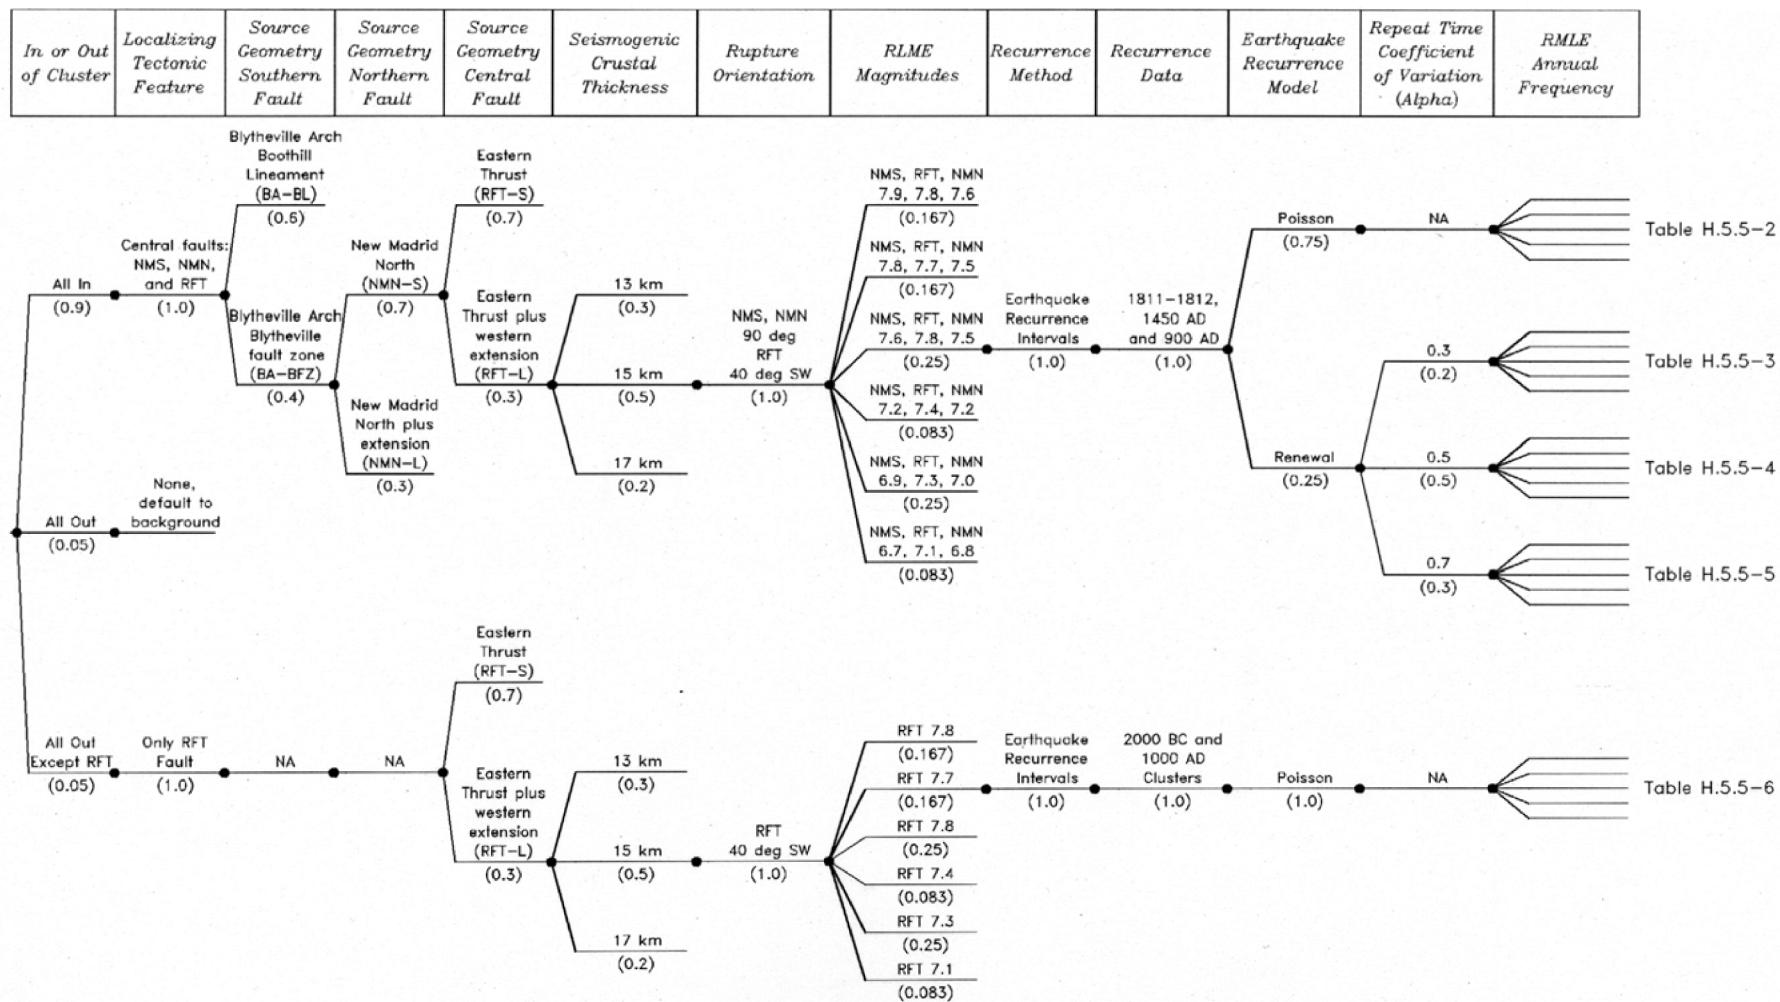 In or Out
of Cluster
Localizing
Tectonic
Feature
Source
Geometry
Southern
Fault
Source
Geometry
Northern
Fault
Source
Geometry
Central
Fault
Seismogenic
Crustal
Thickness
Rupture
Orientation
RLME
Magnitudes
Recurrence
Method
Recurrence
Data
Earthquake
Recurrence
Model
Repeat Time
Coefficient
of Variation
(Alpha)
RMLE
Annual
Frequency
All In
(0.9)
Central faults:
NMS, NMN,
and RFT
(1.0)
Blytheville Arch
Boothill
Lineament
(BA-BL)
(0.6)
Blytheville Arch
Blytheville
fault zone
(BA-BFZ)
(0.4)
New Madrid
North
(NMN-S)
(0.7)
New Madrid
North plus
extension
(NMN-L)
(0.3)
Eastern
Thrust
(RFT-S)
(0.7)
Eastern
Thrust plus
western
extension
(RFT-L)
(0.3)
13 km
(0.3)
15 km
(0.5)
17 km
(0.2)
NMS, NMN
90 deg
RFT
40 deg SW
(1.0)
NMS, RFT, NMN
7.9, 7.8, 7.6
(0.167)
NMS, RFT, NMN
7.8, 7.7, 7.5
(0.167)
NMS, RFT, NMN
7.6, 7.8, 7.5
(0.25)
NMS, RFT, NMN
7.2, 7.4, 7.2
(0.083)
NMS, RFT, NMN
6.9, 7.3, 7.0
(0.25)
NMS, RFT, NMN
6.7, 7.1, 6.8
(0.083)
Earthquake
Recurrence
Intervals
(1.0)
1811-1812,
1450 AD
and 900 AD
(1.0)
Poisson
(0.75)
NA
Table H.5.5-2
Renewal
(0.25)
0.3
(0.2)
Table H.5.5-3
0.5
(0.5)
Table H.5.5-4
0.7
(0.3)
Table H.5.5-5
All Out
(0.05)
None,
default to
background
All Out
Except RFT
(0.05)
Only RFT
Fault
(1.0)
NA
NA
Eastern
Thrust
(RFT-S)
(0.7)
Eastern
Thrust plus
western
extension
(RFT-L)
(0.3)
13 km
(0.3)
15 km
(0.5)
17 km
(0.2)
RFT
40 deg SW
(1.0)
RFT 7.8
(0.167)
RFT 7.7
(0.167)
RFT 7.8
(0.25)
RFT 7.4
(0.083)
RFT 7.3
(0.25)
RFT 7.1
(0.083)
Earthquake
Recurrence
Intervals
(1.0)
2000 BC and
1000 AD
Clusters
(1.0)
Poisson
(1.0)
NA
Table H.5.5-6